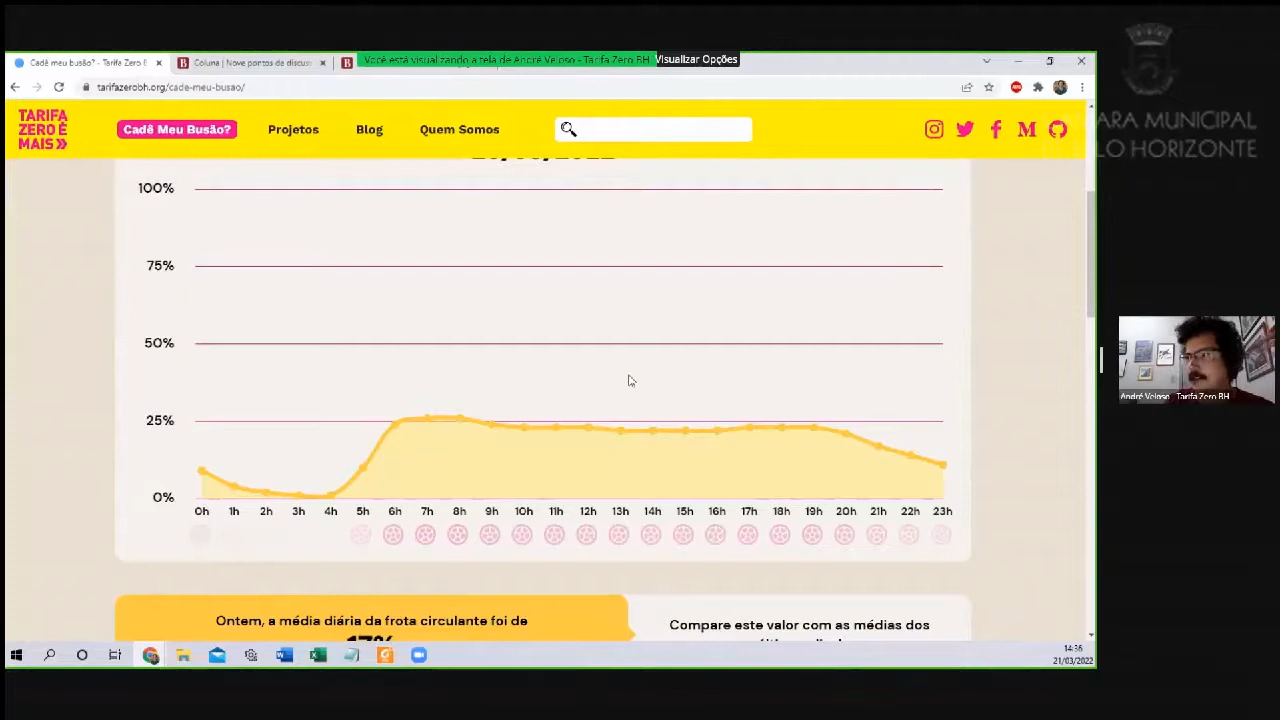 Cadê meu busão? - Tarifa Zero B
Coluna | Nove pontos de discus
Você está visualizando a tela de André Veloso - Tarifa Zero BH
Visualizar Opções
tarifazerobh.org/cade-meu-busao/
TARIFA
ZERO É
MAIS
Cadê Meu Busão?
Projetos
Blog
Quem Somos
ARA MUNICIPAL
LO HORIZONTE
100%
75%
50%
25%
0%
0h 1h 2h 3h 4h 5h 6h 7h 8h 9h 10h 11h 12h 13h 14h 15h 16h 17h 18h 19h 20h 21h 22h 23h
André Veloso - Tarifa Zero BH
Ontem, a média diária da frota circulante foi de
17%
Compare este valor com as médias dos
14:36
21/03/2022